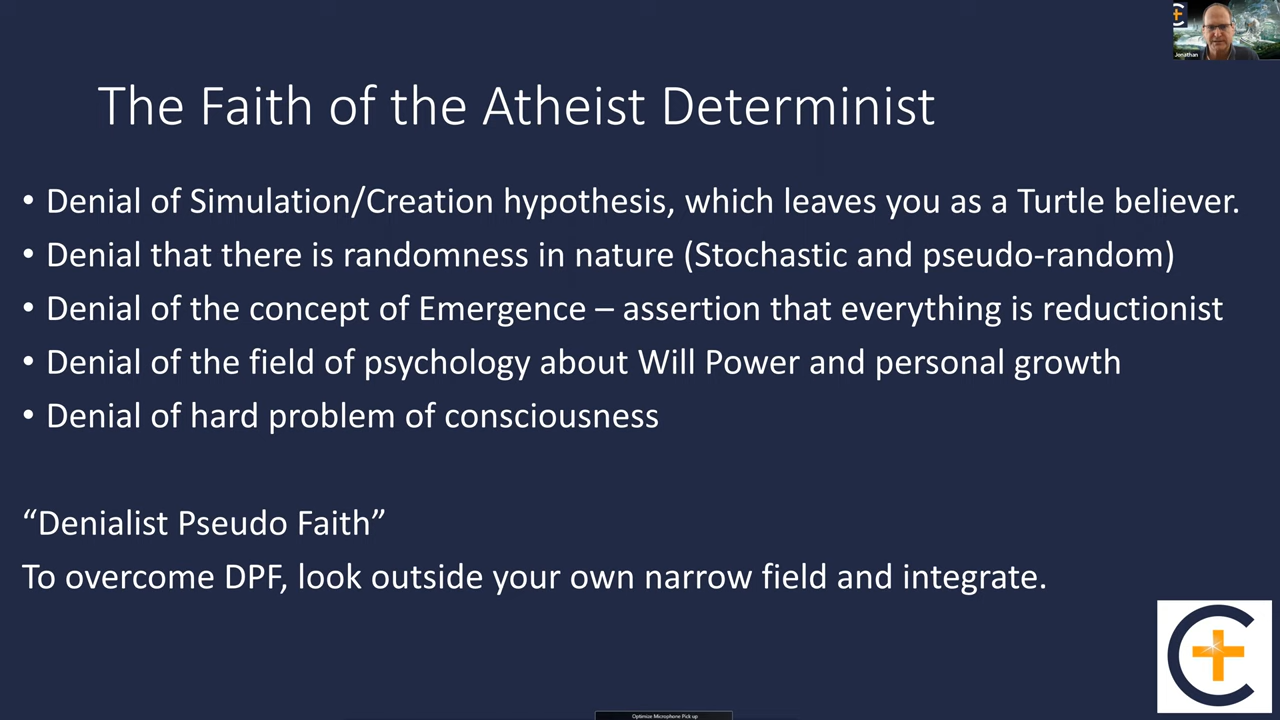 Jonathan
The Faith of the Atheist Determinist
• Denial of Simulation/Creation hypothesis, which leaves you as a Turtle believer.
• Denial that there is randomness in nature (Stochastic and pseudo-random)
• Denial of the concept of Emergence – assertion that everything is reductionist
• Denial of the field of psychology about Will Power and personal growth
• Denial of hard problem of consciousness
“Denialist Pseudo Faith”
To overcome DPF, look outside your own narrow field and integrate.
Optimize Microphone Pick up